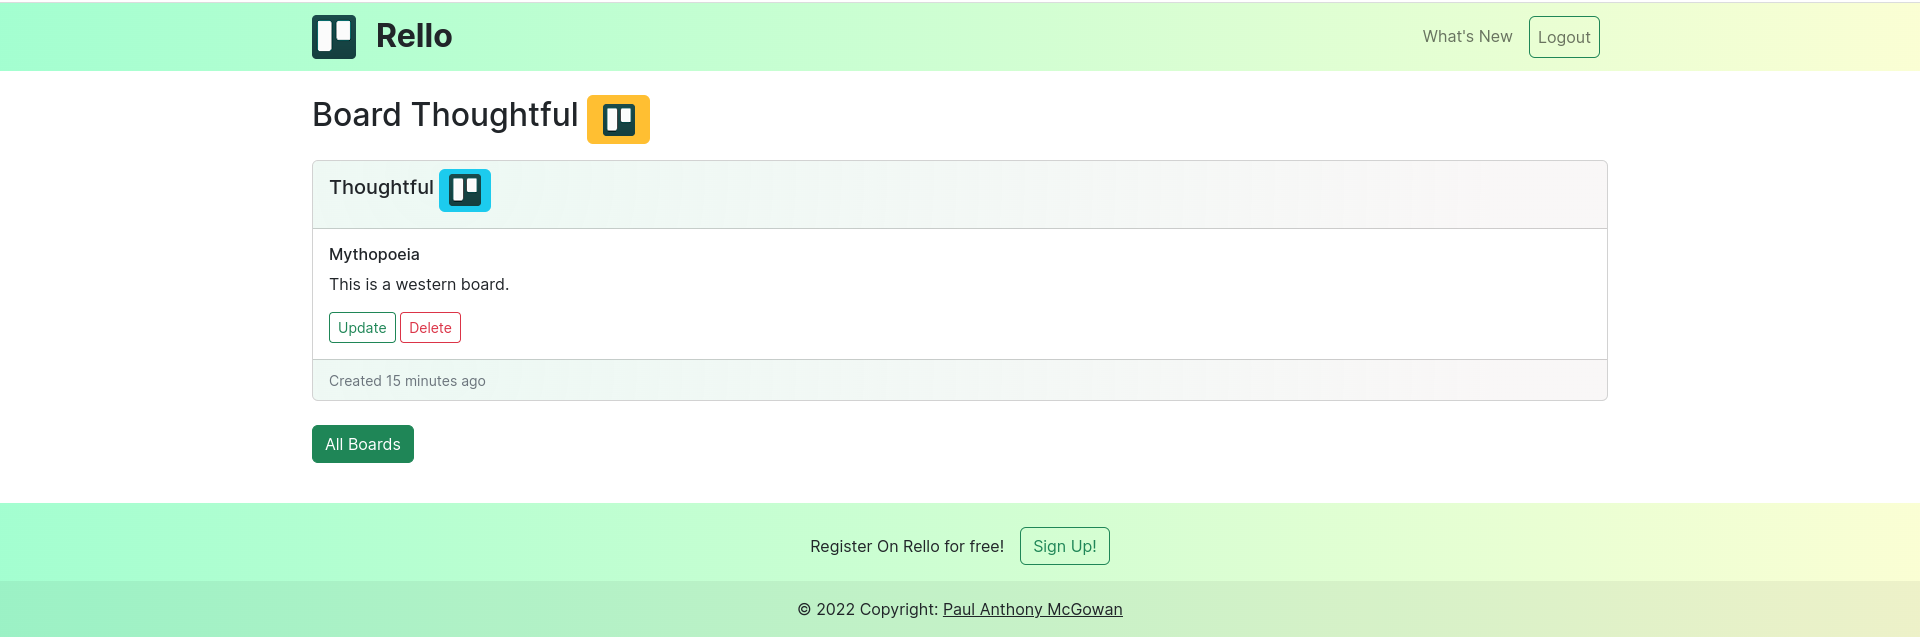 Rello
What's New
Logout
Board Thoughtful
Thoughtful
Mythopoeia
This is a western board.
Update Delete
Created 15 minutes ago
All Boards
Register On Rello for free! Sign Up!
© 2022 Copyright: Paul Anthony McGowan